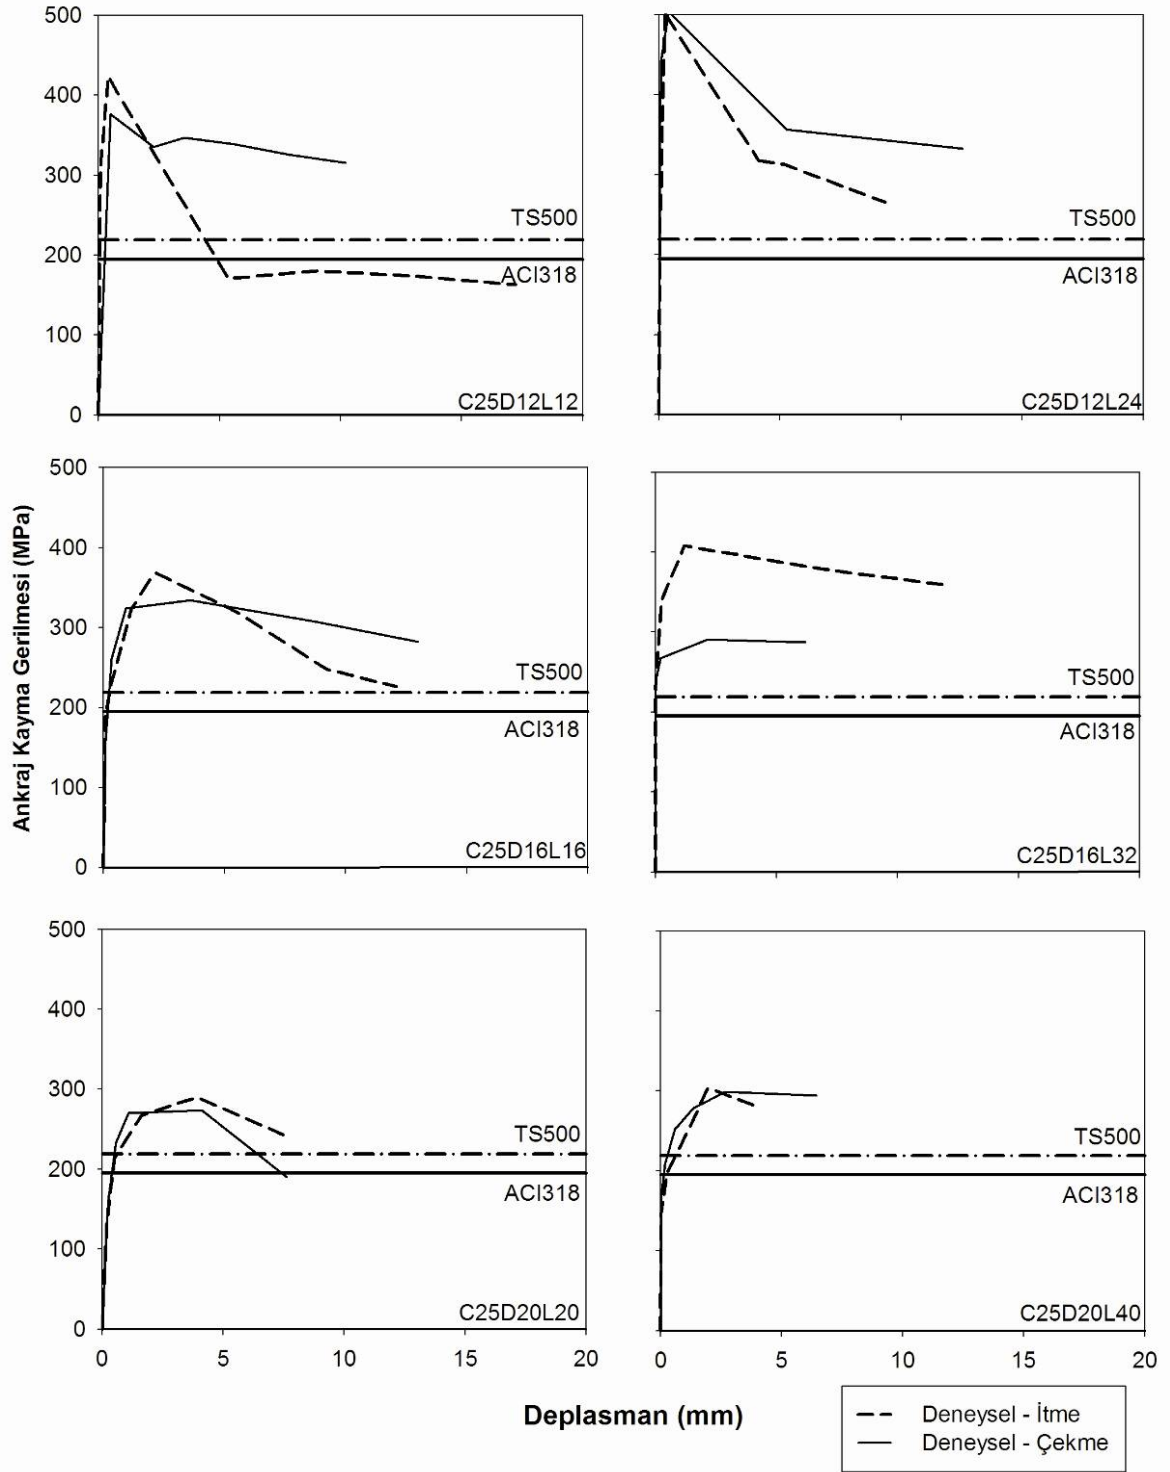 500
400
300
200
100
0
TS500
ACI318
C25D12L12
TS500
ACI318
C25D12L24
500
400
300
200
100
0
TS500
ACI318
C25D16L16
TS500
ACI318
C25D16L32
Ankraj Kayma Gerilmesi (MPa)
500
400
300
200
100
0
TS500
ACI318
C25D20L20
0 5 10 15 20
TS500
ACI318
C25D20L40
0 5 10 15 20
Deplasman (mm)
Deneysel - İtme
Deneysel - Çekme